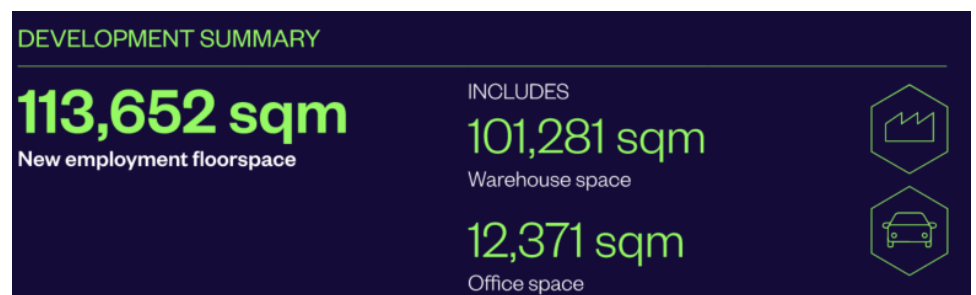 DEVELOPMENT SUMMARY
113,652 sqm
New employment floorspace
INCLUDES
101,281 sqm
Warehouse space
12,371 sqm
Office space